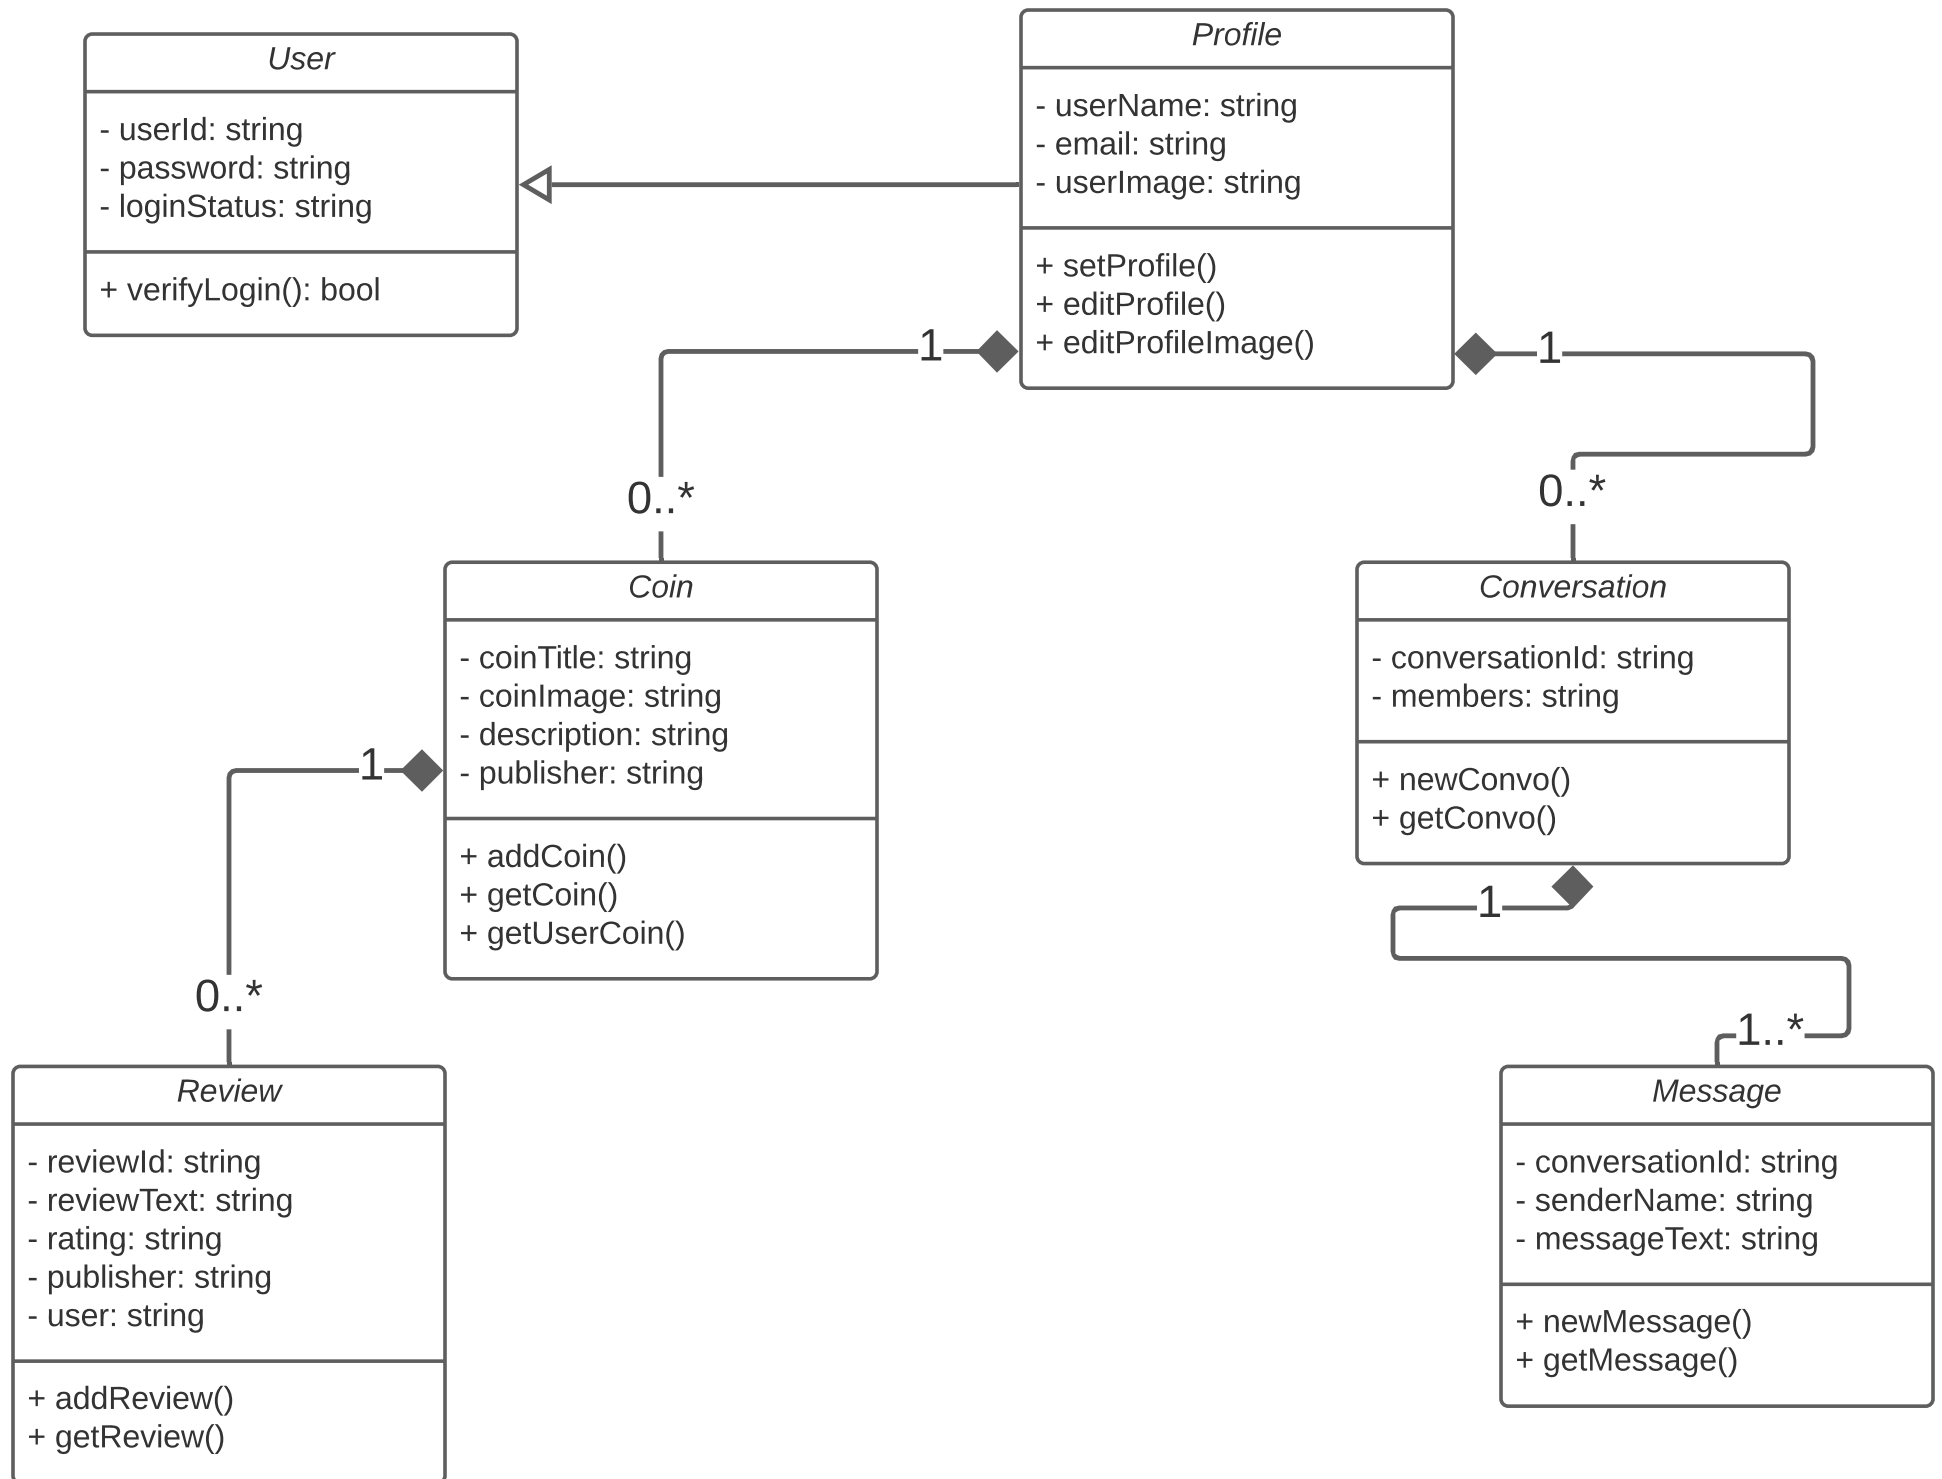 User
- userId: string
- password: string
- loginStatus: string
+ verifyLogin(): bool
Profile
- userName: string
- email: string
- userImage: string
+ setProfile()
+ editProfile()
+ editProfileImage()
1
1
0..*
0..*
Coin
- coinTitle: string
- coinImage: string
- description: string
- publisher: string
+ addCoin()
+ getCoin()
+ getUserCoin()
Conversation
- conversationId: string
- members: string
+ newConvo()
+ getConvo()
1
1
0..*
1..*
Review
- reviewId: string
- reviewText: string
- rating: string
- publisher: string
- user: string
+ addReview()
+ getReview()
Message
- conversationId: string
- senderName: string
- messageText: string
+ newMessage()
+ getMessage()